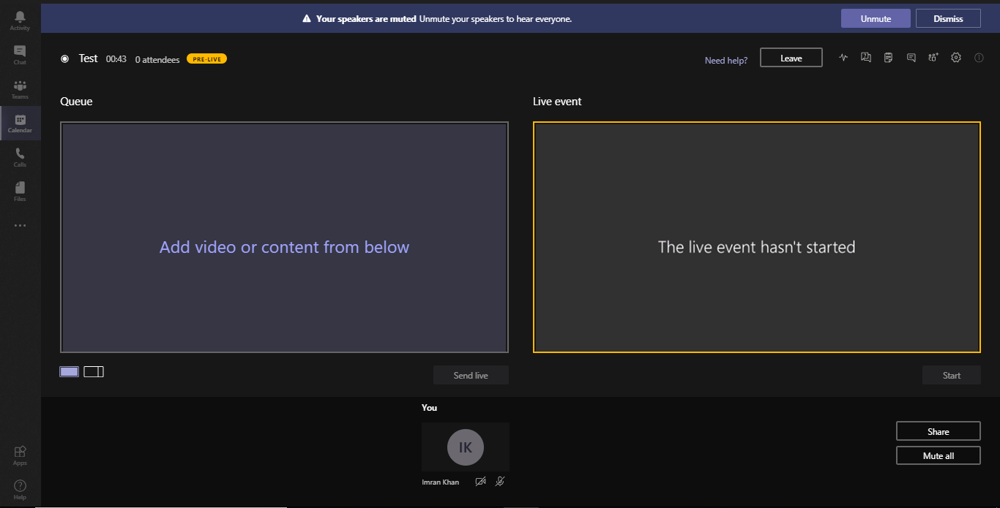 Your speakers are muted Unmute your speakers to hear everyone.
Unmute
Dismiss
Activity
Chat
Teams
Calendar
Calls
Files
Apps
Help
Test 00:43 0 attendees PRE-LIVE
Need help?
Leave
Queue
Live event
Add video or content from below
The live event hasn't started
Send live
Start
You
IK
Imran Khan
Share
Mute all